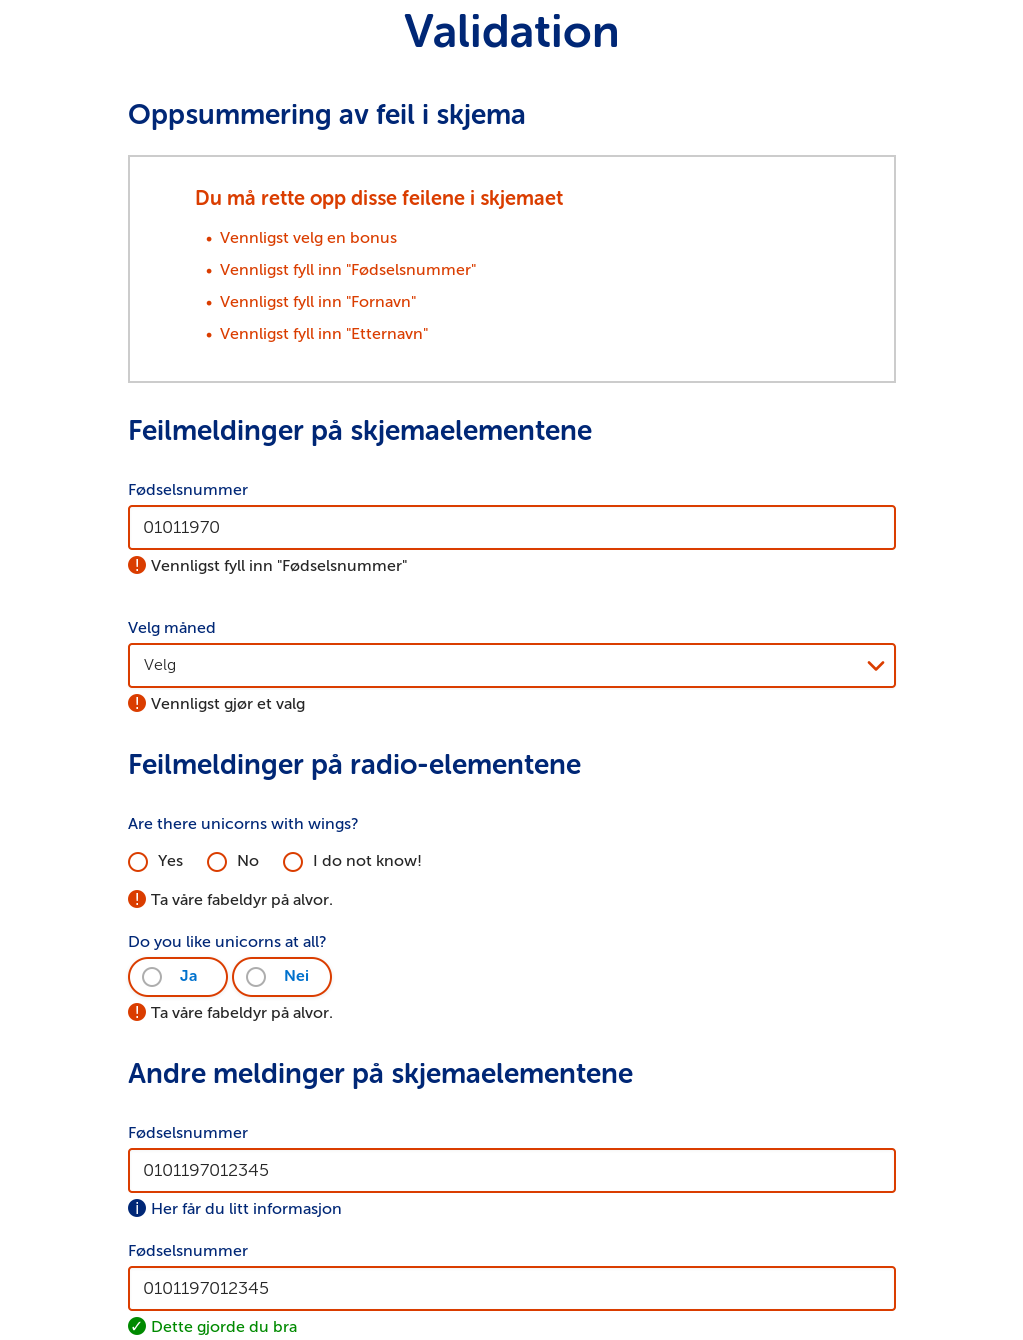 Validation
Oppsummering av feil i skjema
Du må rette opp disse feilene i skjemaet
• Vennligst velg en bonus
• Vennligst fyll inn "Fødselsnummer"
• Vennligst fyll inn "Fornavn"
• Vennligst fyll inn "Etternavn"
Feilmeldinger på skjemaelementene
Fødselsnummer
01011970
! Vennligst fyll inn "Fødselsnummer"
Velg måned
Velg
! Vennligst gjør et valg
Feilmeldinger på radio-elementene
Are there unicorns with wings?
Yes No I do not know!
! Ta våre fabeldyr på alvor.
Do you like unicorns at all?
Ja Nei
! Ta våre fabeldyr på alvor.
Andre meldinger på skjemaelementene
Fødselsnummer
0101197012345
i Her får du litt informasjon
Fødselsnummer
0101197012345
✓ Dette gjorde du bra